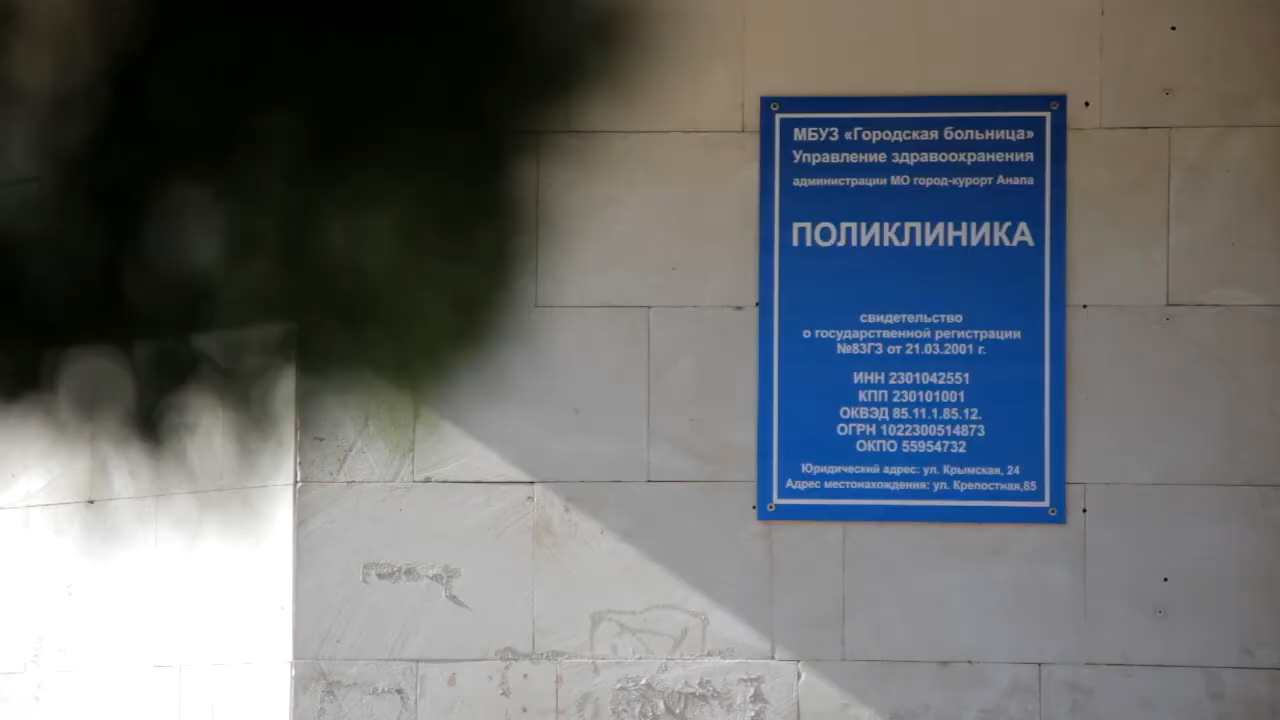 МБУЗ «Городская больница»
Управление здравоохранения
администрации МО город-курорт Анапа
ПОЛИКЛИНИКА
свидетельство
о государственной регистрации
№83ГЗ от 21.03.2001 г.
ИНН 2301042551
КПП 230101001
ОКВЭД 85.11.1.85.12.
ОГРН 1022300514873
ОКПО 55954732
Юридический адрес: ул. Крымская, 24
Адрес местонахождения: ул. Крепостная,85